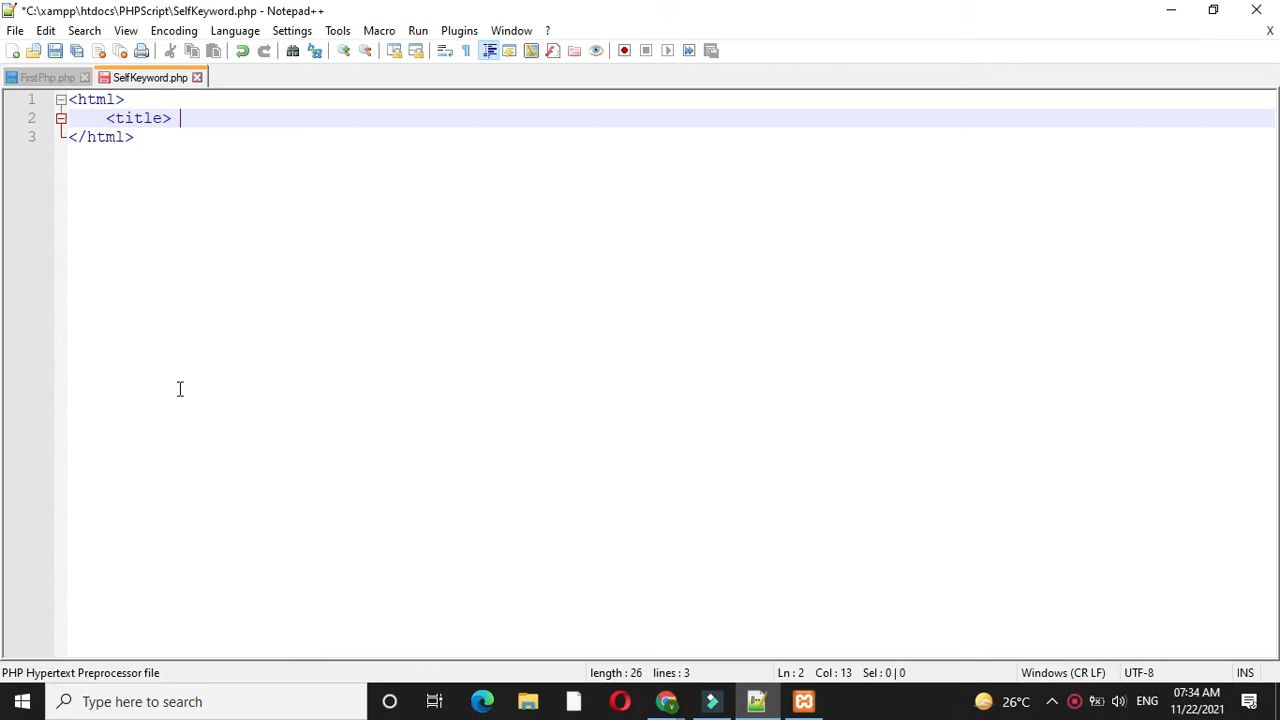 *C:\xampp\htdocs\PHPScript\SelfKeyword.php - Notepad++
File Edit Search View Encoding Language Settings Tools Macro Run Plugins Window ? X
FirstPhp.php SelfKeyword.php
1 <html>
2 <title>
3 </html>
PHP Hypertext Preprocessor file length : 26 lines : 3 Ln : 2 Col : 13 Sel : 0 | 0 Windows (CR LF) UTF-8 INS
Type here to search 26°C ENG 07:34 AM
11/22/2021